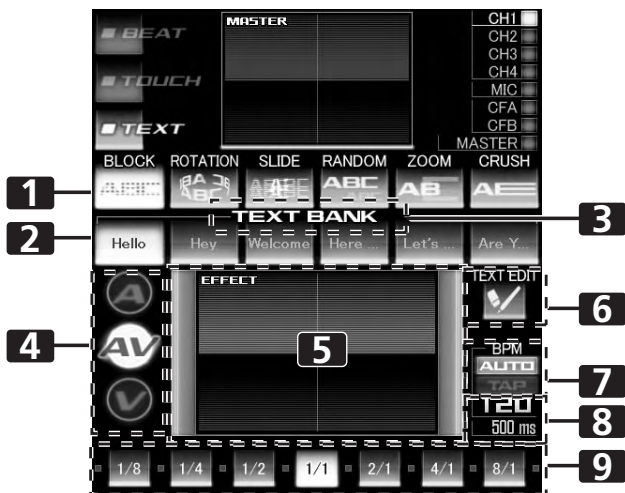 BEAT
TOUCH
TEXT
MASTER
CH1
CH2
CH3
CH4
MIC
CFA
CFB
MASTER
BLOCK ROTATION SLIDE RANDOM ZOOM CRUSH
1
ABC
AB
TEXT BANK
3
2
Hello Hey Welcome Here ... Let's ... Are Y...
4
A
AV
V
EFFECT
5
TEXT EDIT
6
BPM
AUTO
TAP
7
120
500 ms
8
1/8 1/4 1/2 1/1 2/1 4/1 8/1
9